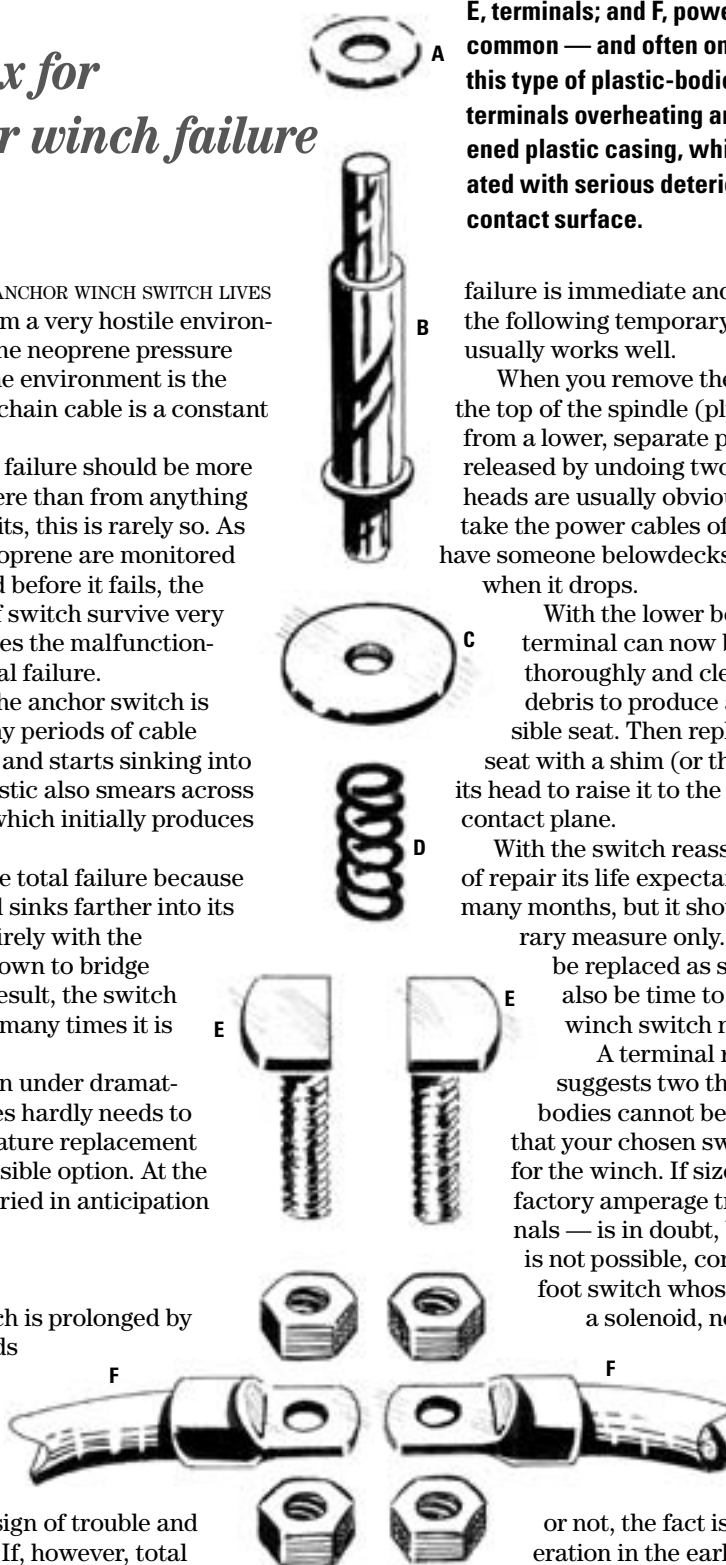 x for
r winch failure
E, terminals; and F, powe
common — and often on
this type of plastic-bodie
terminals overheating ar
ened plastic casing, whi
ated with serious deterio
contact surface.
ANCHOR WINCH SWITCH LIVES
m a very hostile environ-
ne neoprene pressure
ne environment is the
chain cable is a constant
failure should be more
ere than from anything
its, this is rarely so. As
oprene are monitored
d before it fails, the
f switch survive very
es the malfunction-
al failure.
he anchor switch is
ny periods of cable
and starts sinking into
stic also smears across
which initially produces
e total failure because
l sinks farther into its
irely with the
own to bridge
esult, the switch
many times it is
n under dramat-
es hardly needs to
ature replacement
sible option. At the
ried in anticipation
ch is prolonged by
ds
sign of trouble and
If, however, total
failure is immediate and
the following temporary
usually works well.
When you remove the
the top of the spindle (pl
from a lower, separate p
released by undoing two
heads are usually obviou
take the power cables of
have someone belowdecks
when it drops.
With the lower bo
terminal can now b
thoroughly and cle
debris to produce a
sible seat. Then repl
seat with a shim (or th
its head to raise it to the
contact plane.
With the switch reass
of repair its life expecta
many months, but it shou
rary measure only.
be replaced as s
also be time to
winch switch r
A terminal r
suggests two th
bodies cannot be
that your chosen sw
for the winch. If size
factory amperage tr
nals — is in doubt,
is not possible, con
foot switch whos
a solenoid, no
or not, the fact is
eration in the earl
A
B
C
D
E
E
F
F